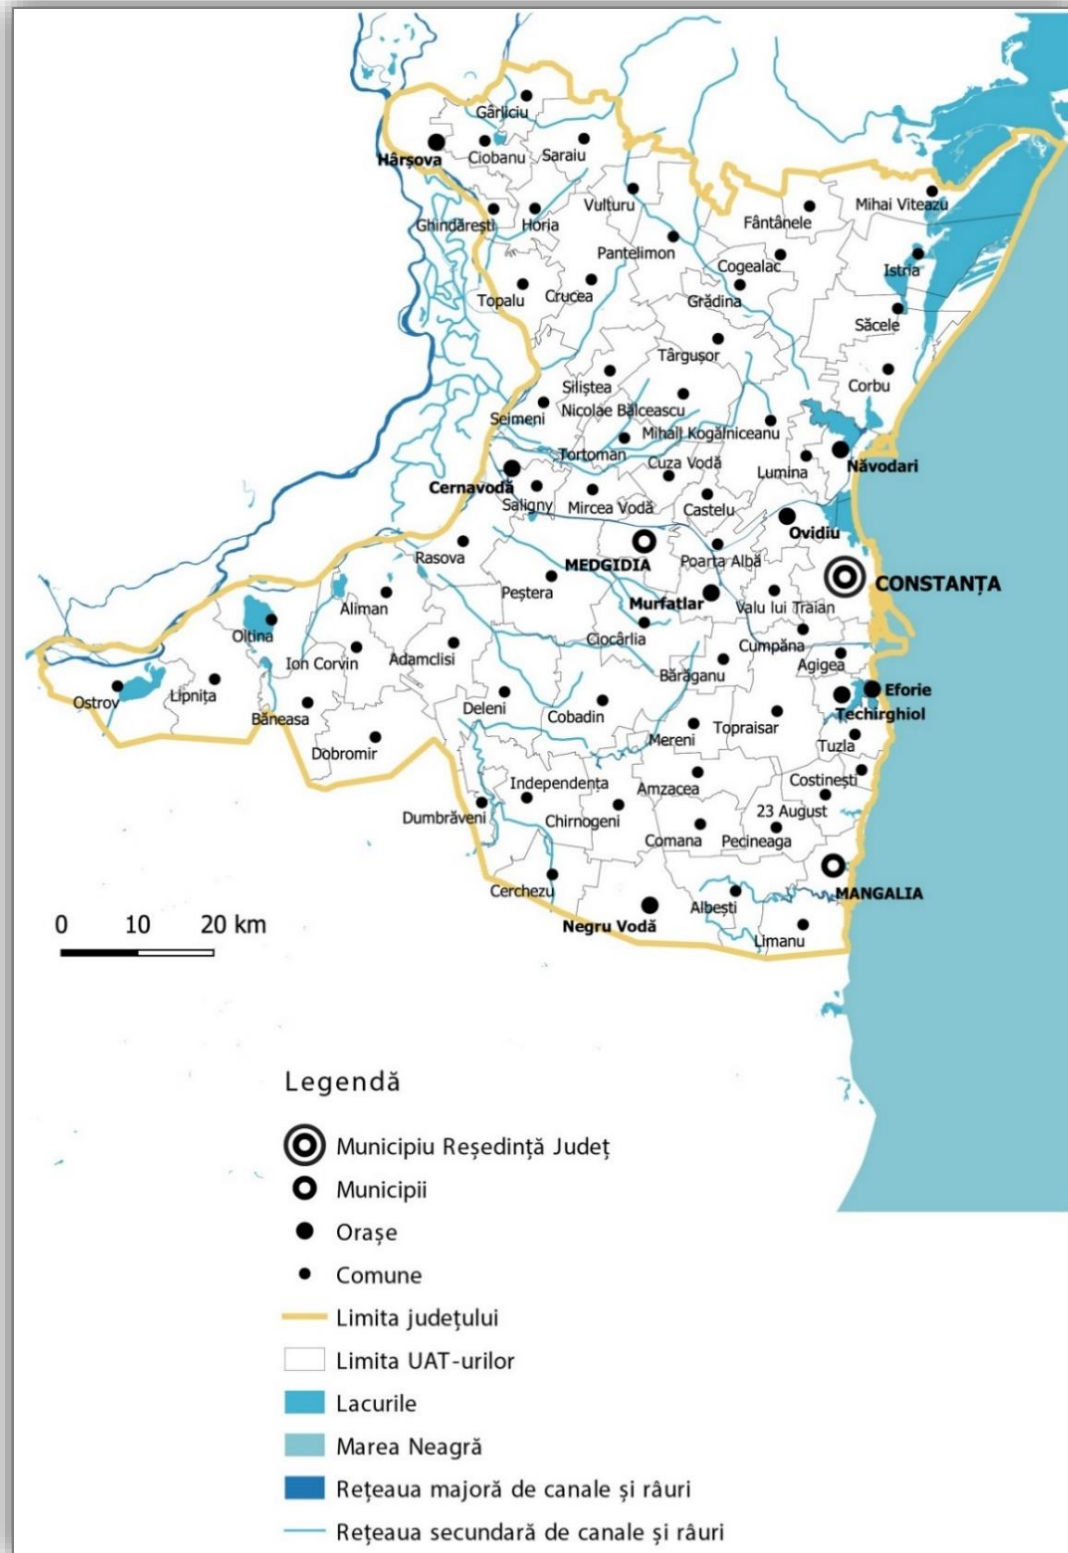 Gârliciu
Hârșova
Ciobanu
Saraiu
Ghindărești
Horia
Vulturu
Fântânele
Mihai Viteazu
Pantelimon
Cogealac
Istria
Topalu
Crucea
Grădina
Săcele
Târgușor
Siliștea
Corbu
Seimeni
Nicolae Bălcescu
Mihail Kogălniceanu
Tortoman
Cuza Vodă
Lumina
Năvodari
Cernavodă
Saligny
Mircea Vodă
Castelu
Ovidiu
Rasova
MEDGIDIA
Poarta Albă
CONSTANȚA
Peștera
Murfatlar
Valu lui Traian
Aliman
Oltina
Ciocârlia
Cumpăna
Ion Corvin
Adamclisi
Agigea
Bărăganu
Ostrov
Lipnița
Eforie
Băneasa
Deleni
Cobadin
Techirghiol
Topraisar
Mereni
Tuzla
Dobromir
Independența
Amzacea
Costinești
Dumbrăveni
Chirnogeni
23 August
Comana
Pecineaga
Cerchezu
MANGALIA
Albești
Negru Vodă
Limanu
0 10 20 km
Legendă
Municipiu Reședință Județ
Municipii
Orașe
Comune
Limita județului
Limita UAT-urilor
Lacurile
Marea Neagră
Rețeaua majoră de canale și râuri
Rețeaua secundară de canale și râuri